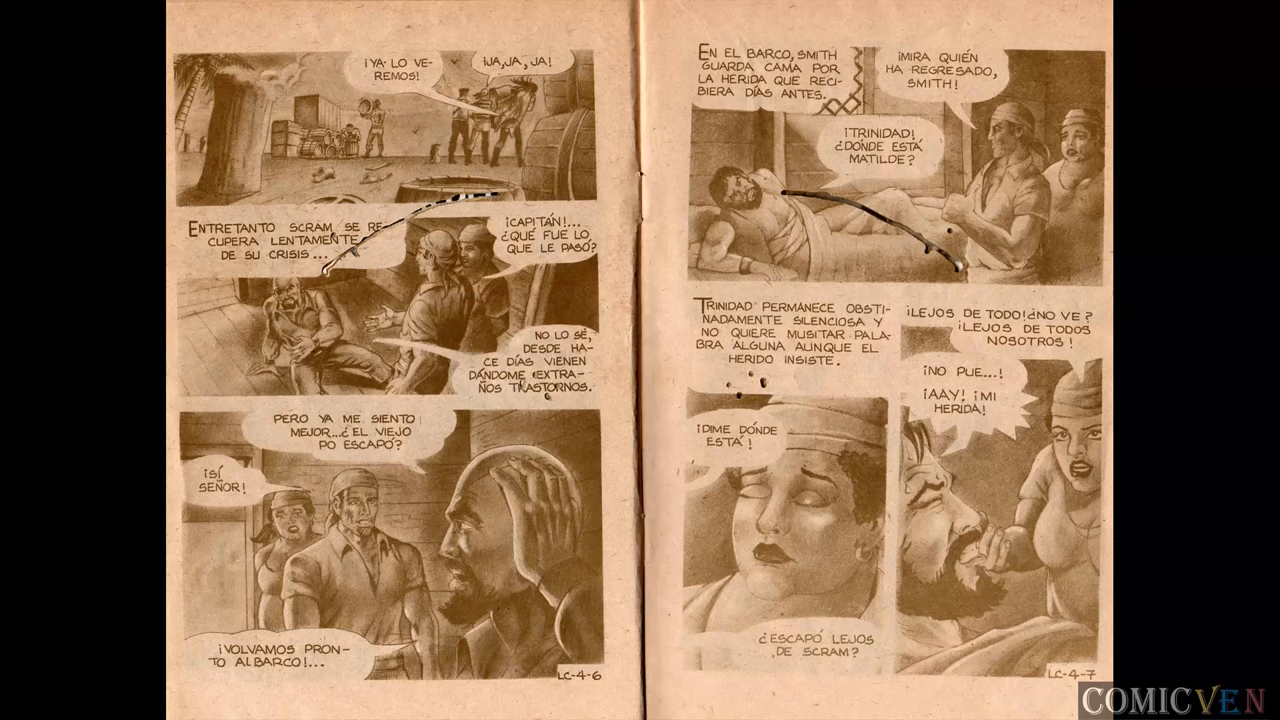 ¡YA LO VE-
REMOS!
¡JA, JA, JA!
ENTRETANTO SCRAM SE RE-
CUPERA LENTAMENTE
DE SU CRISIS...
¡CAPITÁN!...
¿QUÉ FUE LO
QUE LE PASÓ?
NO LO SÉ,
DESDE HA-
CE DÍAS VIENEN
DÁNDOME EXTRA-
ÑOS TRASTORNOS.
PERO YA ME SIENTO
MEJOR...¿EL VIEJO
PO ESCAPÓ?
¡SÍ
SEÑOR!
¡VOLVAMOS PRON-
TO AL BARCO!...
LC-4-6
EN EL BARCO, SMITH
GUARDA CAMA POR
LA HERIDA QUE RECI-
BIERA DÍAS ANTES.
¡MIRA QUIÉN
HA REGRESADO,
SMITH!
¡TRINIDAD!
¿DÓNDE ESTÁ
MATILDE?
TRINIDAD PERMANECE OBSTI-
NADAMENTE SILENCIOSA Y
NO QUIERE MUSITAR PALA-
BRA ALGUNA AUNQUE EL
HERIDO INSISTE.
¡DIME DÓNDE
ESTÁ!
¿ESCAPÓ LEJOS
DE SCRAM?
¡LEJOS DE TODO!¿NO VE?
¡LEJOS DE TODOS
NOSOTROS!
¡NO PUE...!
¡AAY! ¡MI
HERIDA!
LC-4-7
COMICVEN